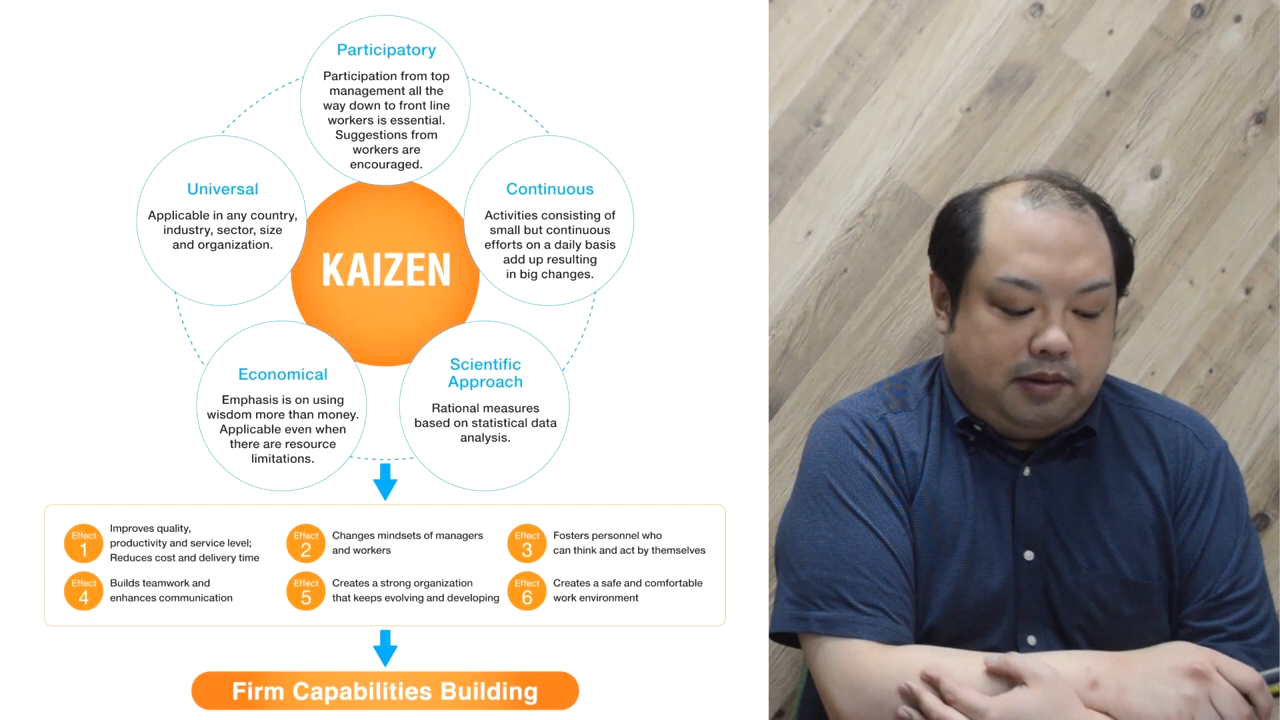 Participatory
Participation from top
management all the
way down to front line
workers is essential.
Suggestions from
workers are
encouraged.
Universal
Applicable in any country,
industry, sector, size
and organization.
Continuous
Activities consisting of
small but continuous
efforts on a daily basis
add up resulting
in big changes.
KAIZEN
Economical
Emphasis is on using
wisdom more than money.
Applicable even when
there are resource
limitations.
Scientific
Approach
Rational measures
based on statistical data
analysis.
Effect
1
Improves quality,
productivity and service level;
Reduces cost and delivery time
Effect
2
Changes mindsets of managers
and workers
Effect
3
Fosters personnel who
can think and act by themselves
Effect
4
Builds teamwork and
enhances communication
Effect
5
Creates a strong organization
that keeps evolving and developing
Effect
6
Creates a safe and comfortable
work environment
Firm Capabilities Building